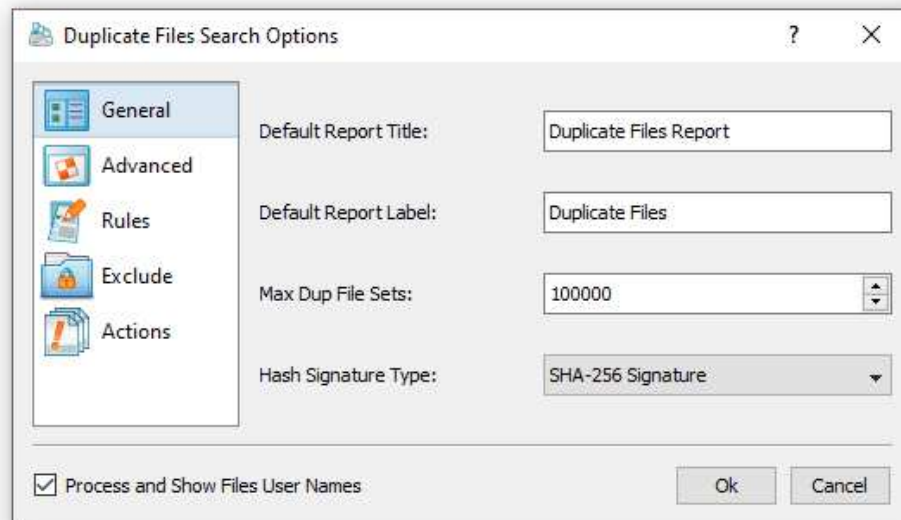 Duplicate Files Search Options
?
General
Advanced
Rules
Exclude
Actions
Default Report Title:
Duplicate Files Report
Default Report Label:
Duplicate Files
Max Dup File Sets:
100000
Hash Signature Type:
SHA-256 Signature
Process and Show Files User Names
Ok
Cancel